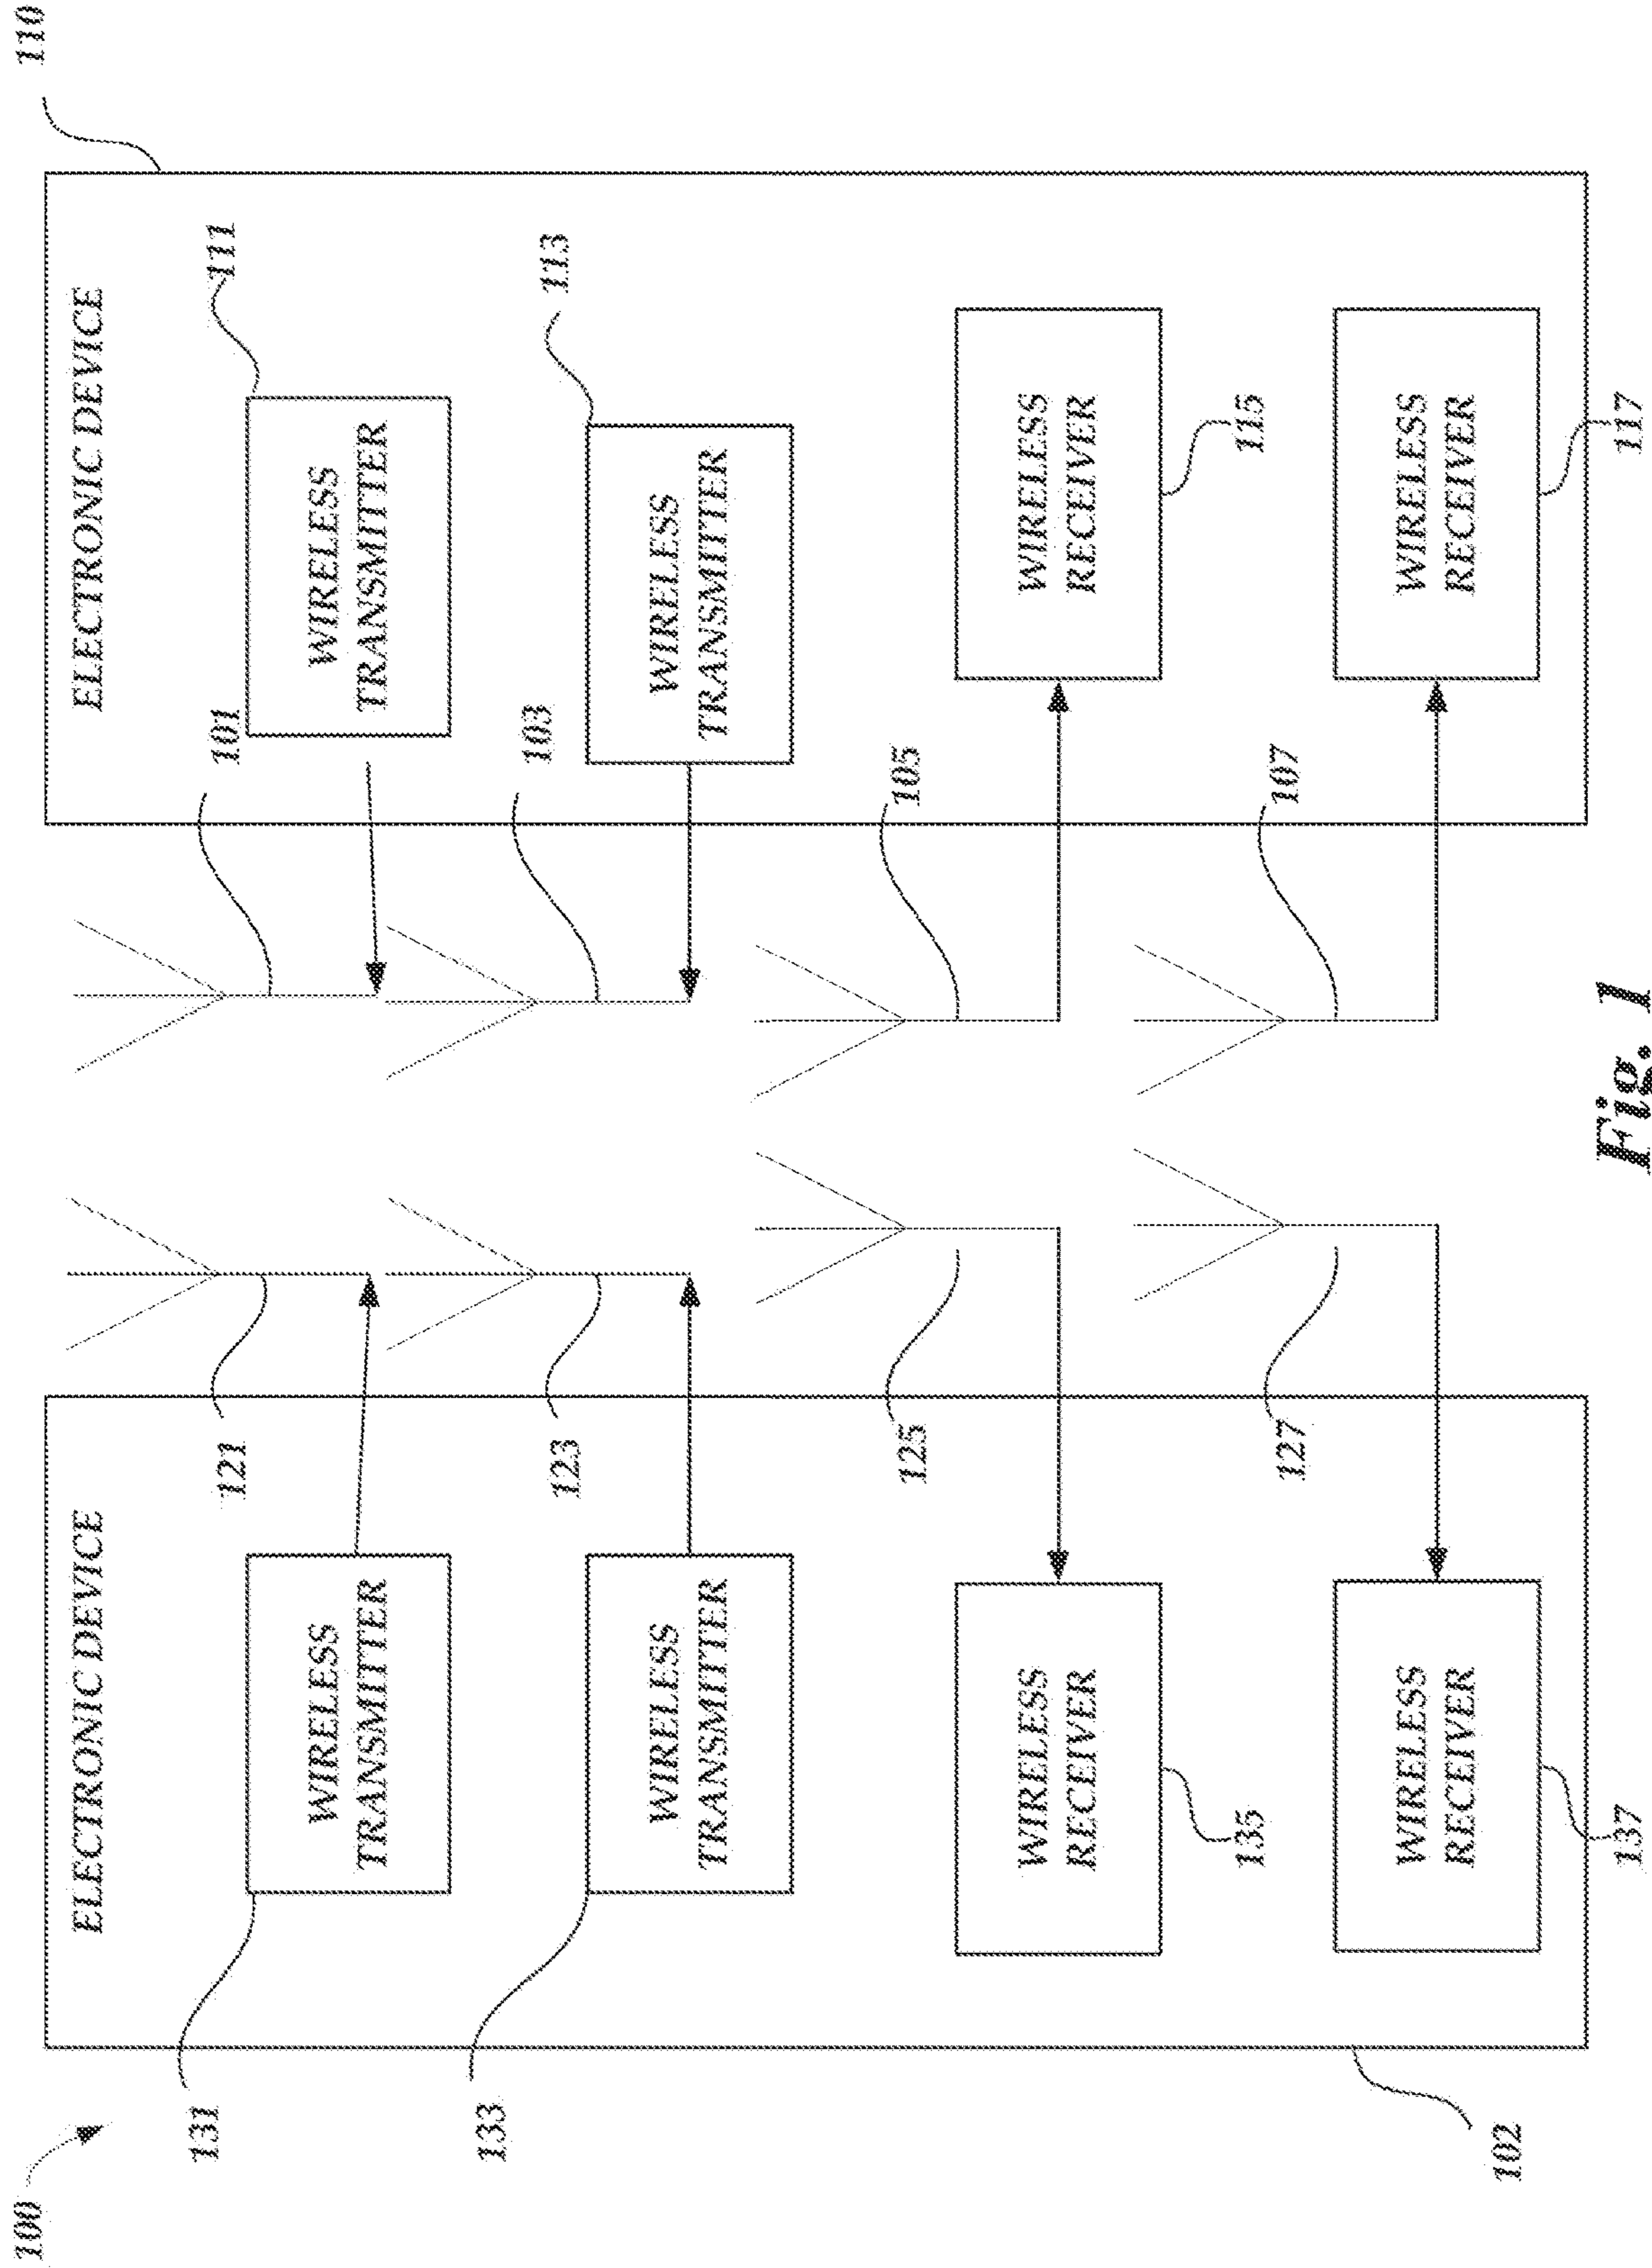 100
110
ELECTRONIC DEVICE
ELECTRONIC DEVICE
131
121
101
111
WIRELESS
TRANSMITTER
WIRELESS
TRANSMITTER
133
123
103
113
WIRELESS
TRANSMITTER
WIRELESS
TRANSMITTER
125
105
WIRELESS
RECEIVER
WIRELESS
RECEIVER
135
115
127
107
WIRELESS
RECEIVER
WIRELESS
RECEIVER
102
137
117
Fig. 1